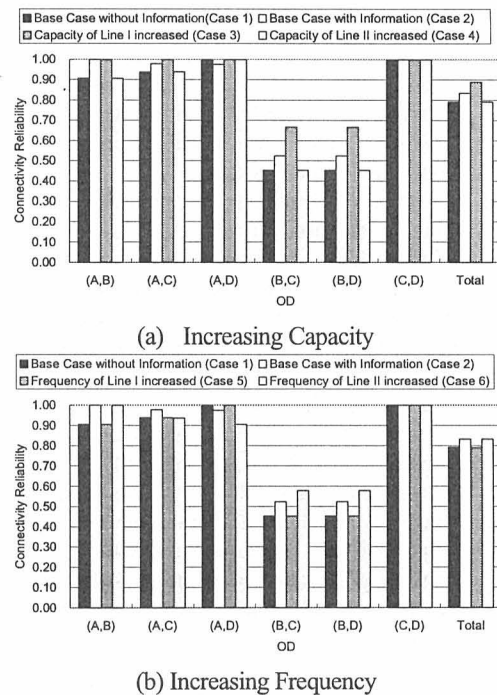 Base Case without Information(Case 1) Base Case with Information (Case 2)
Capacity of Line I increased (Case 3) Capacity of Line II increased (Case 4)
Connectivity Reliability
1.00
0.90
0.80
0.70
0.60
0.50
0.40
0.30
0.20
0.10
0.00
(A,B) (A,C) (A,D) (B,C) (B,D) (C,D) Total
OD
(a) Increasing Capacity
Base Case without Information (Case 1) Base Case with Information (Case 2)
Frequency of Line I increased (Case 5) Frequency of Line II increased (Case 6)
Connectivity Reliability
1.00
0.90
0.80
0.70
0.60
0.50
0.40
0.30
0.20
0.10
0.00
(A,B) (A,C) (A,D) (B,C) (B,D) (C,D) Total
OD
(b) Increasing Frequency